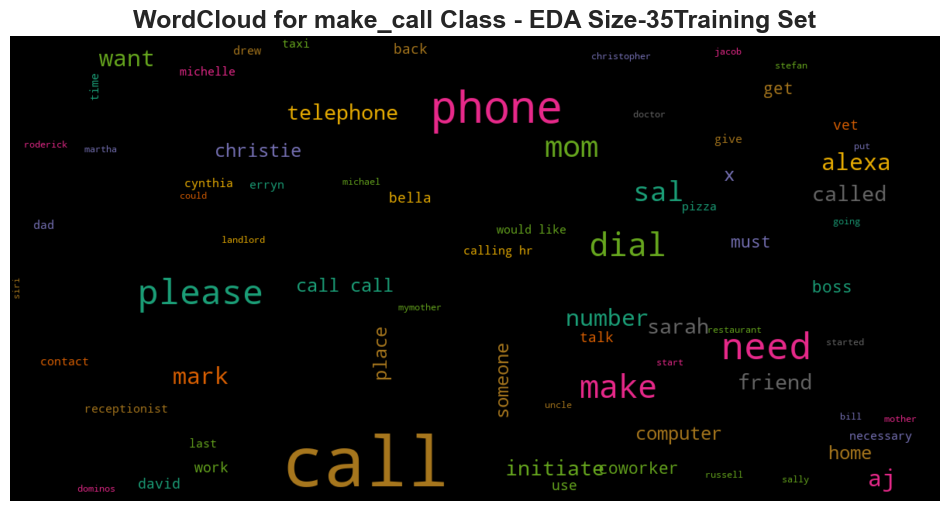 WordCloud for make_call Class - EDA Size-35Training Set
taxi
drew
back
christopher
jacob
want
stefan
michelle
time
get
telephone
phone
doctor
vet
roderick
martha
christie
mom
give
put
alexa
cynthia
erryn
michael
x
could
bella
sal
pizza
called
dad
landlord
would like
calling hr
dial
must
going
siri
please
call call
mymother
boss
number
sarah
restaurant
talk
need
started
contact
mark
place
someone
start
make
friend
receptionist
uncle
bill
mother
last
call
computer
necessary
work
initiate
coworker
home
dominos
david
use
russell
sally
aj